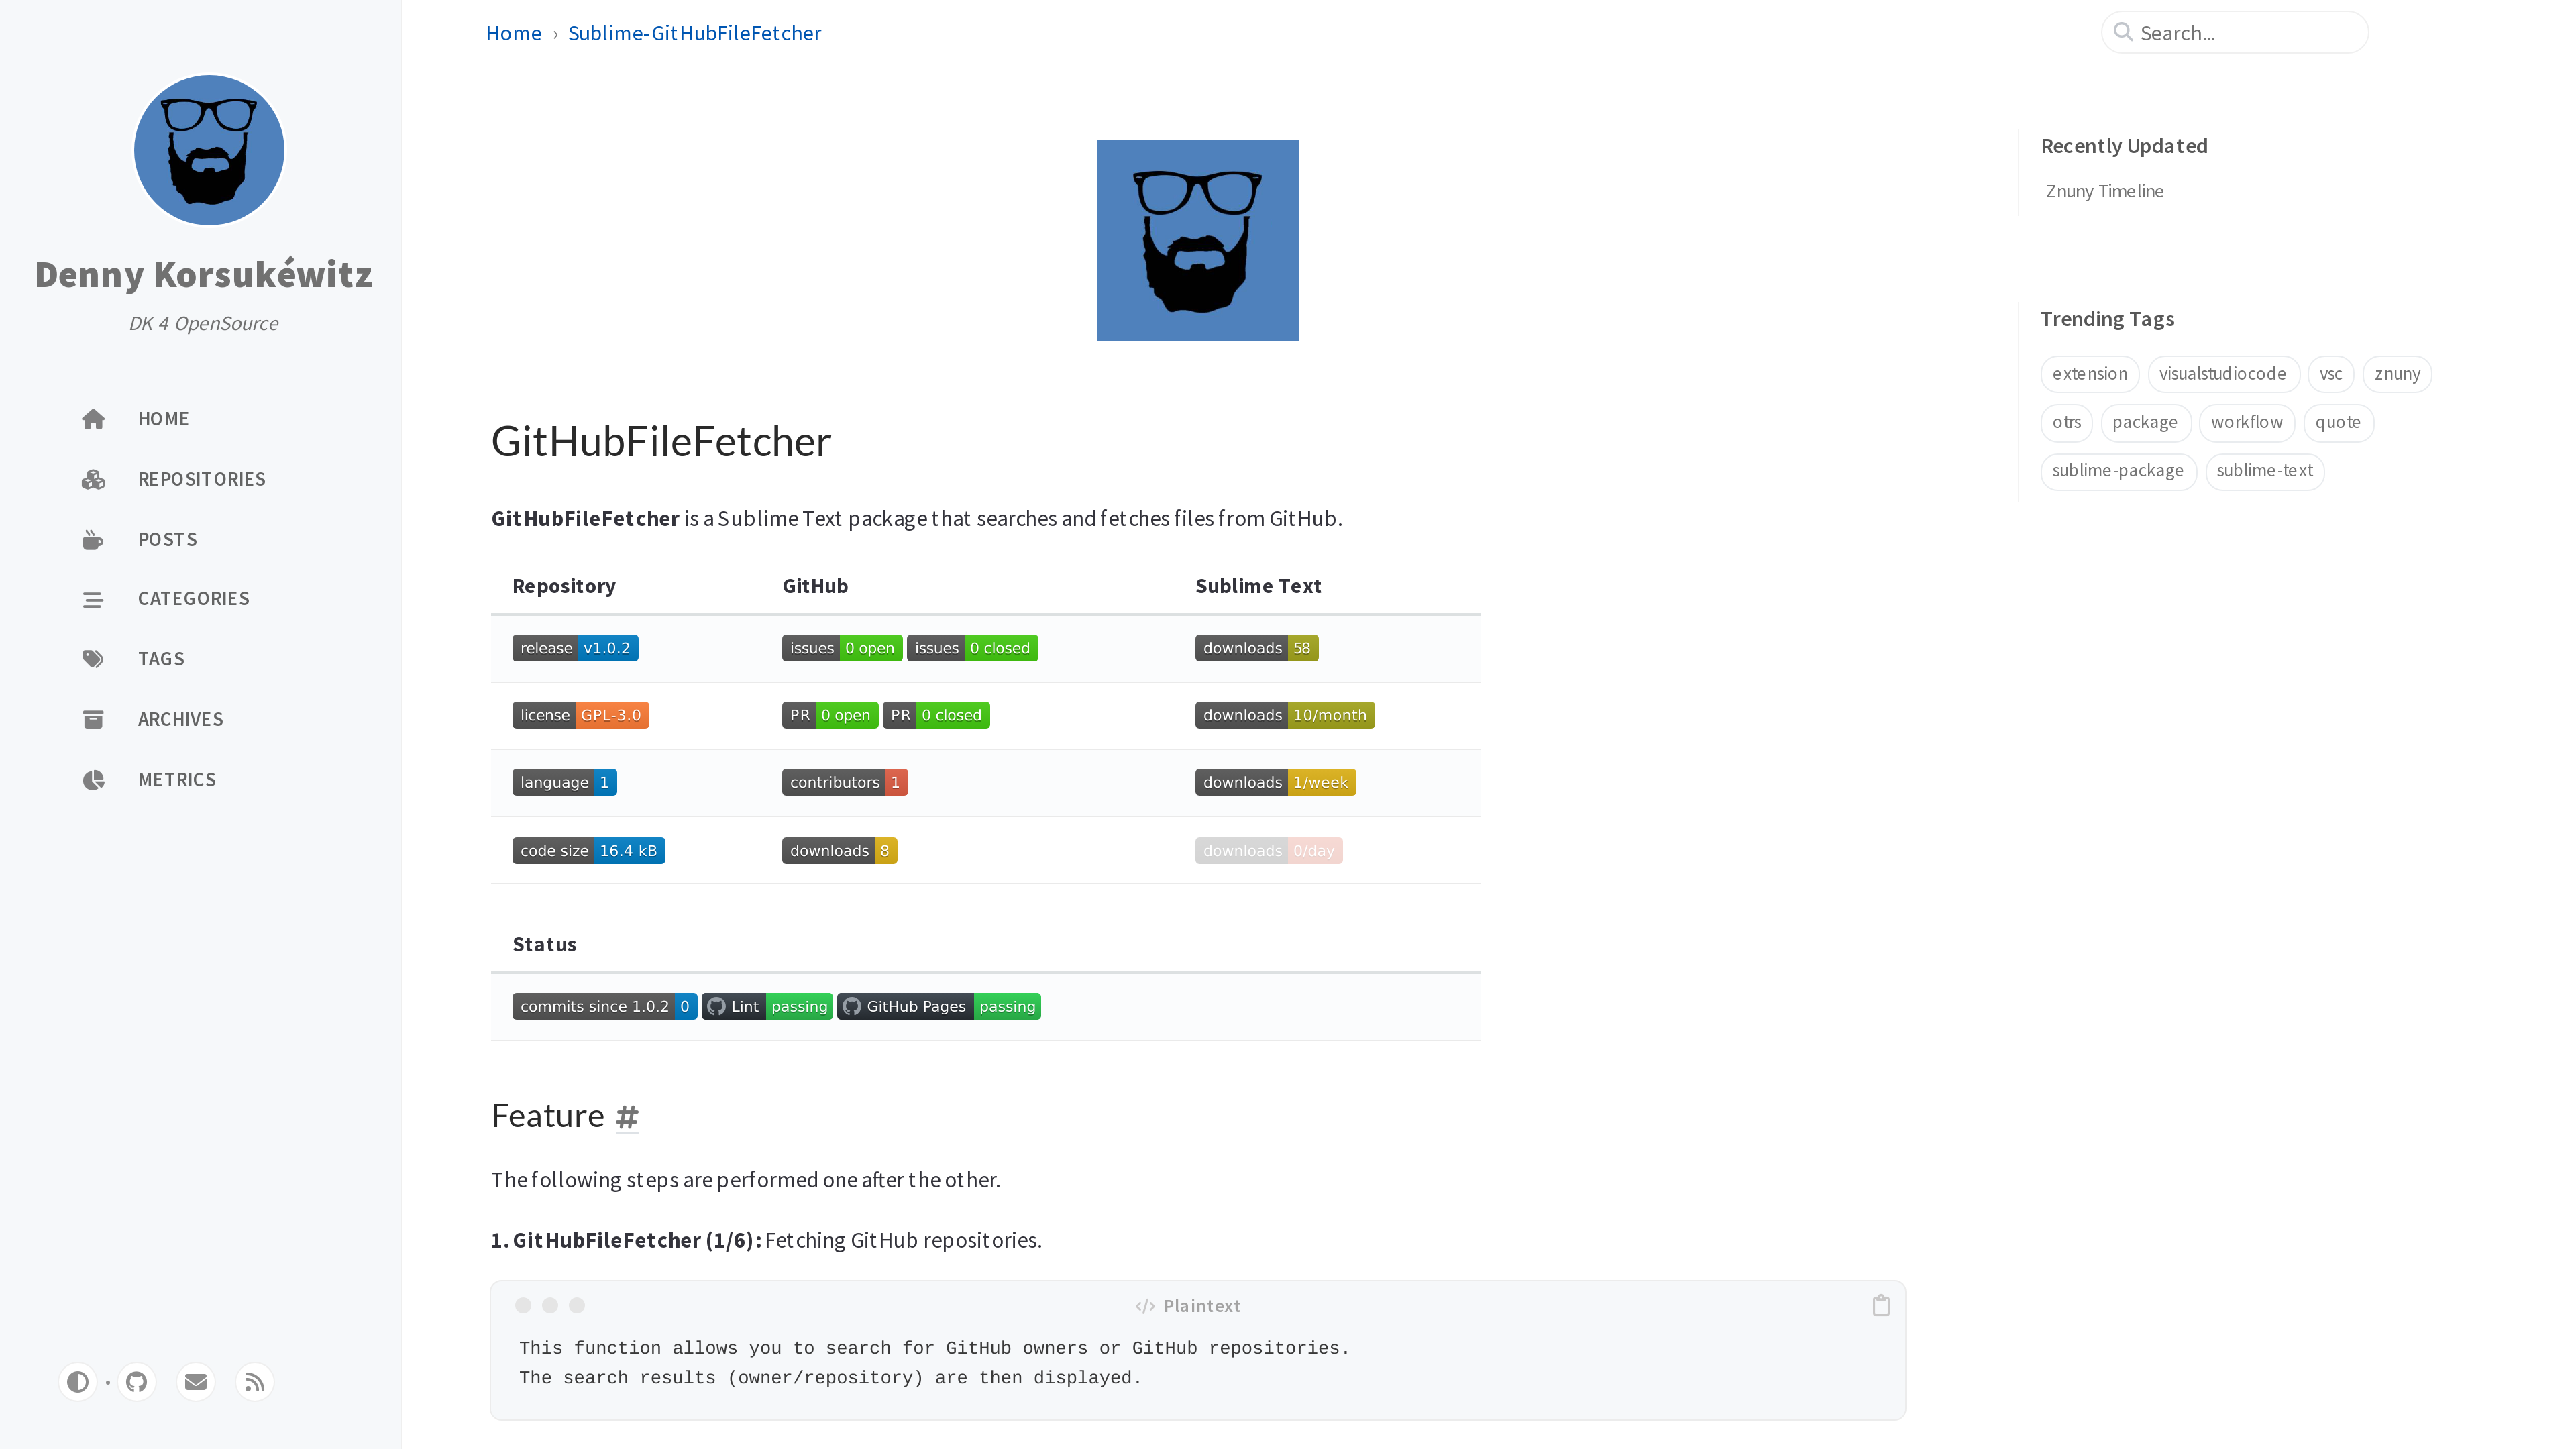 Denny Korsukéwitz
DK 4 OpenSource
HOME
REPOSITORIES
POSTS
CATEGORIES
TAGS
ARCHIVES
METRICS
Home › Sublime-GitHubFileFetcher
Search...
GitHubFileFetcher
GitHubFileFetcher is a Sublime Text package that searches and fetches files from GitHub.
Repository GitHub Sublime Text
release v1.0.2 issues 0 open issues 0 closed downloads 58
license GPL-3.0 PR 0 open PR 0 closed downloads 10/month
language 1 contributors 1 downloads 1/week
code size 16.4 kB downloads 8 downloads 0/day
Status
commits since 1.0.2 0 Lint passing GitHub Pages passing
Feature #
The following steps are performed one after the other.
1. GitHubFileFetcher (1/6): Fetching GitHub repositories.
Plaintext
This function allows you to search for GitHub owners or GitHub repositories.
The search results (owner/repository) are then displayed.
Recently Updated
Znuny Timeline
Trending Tags
extension visualstudiocode vsc znuny
otrs package workflow quote
sublime-package sublime-text